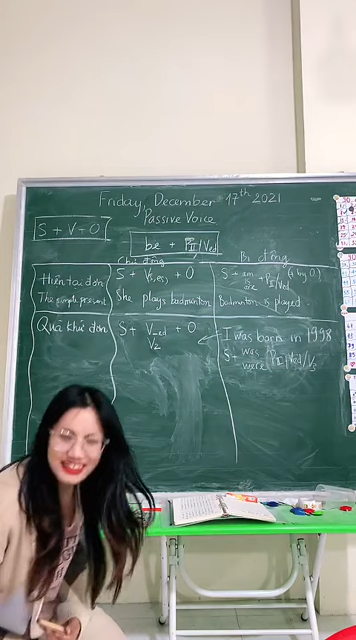 Friday, December 17th 2021
Passive Voice
S + V + O
be + PII/Ved
Chủ động
Bị động
Hiện tại đơn
The simple present
S + V(s,es) + O
She plays badminton
S + am is are + PII/Ved (by O)
Badminton is played
Quá khứ đơn
S + V_ed + O
V2
I was born in 1998
S + was were PII/Ved/V3